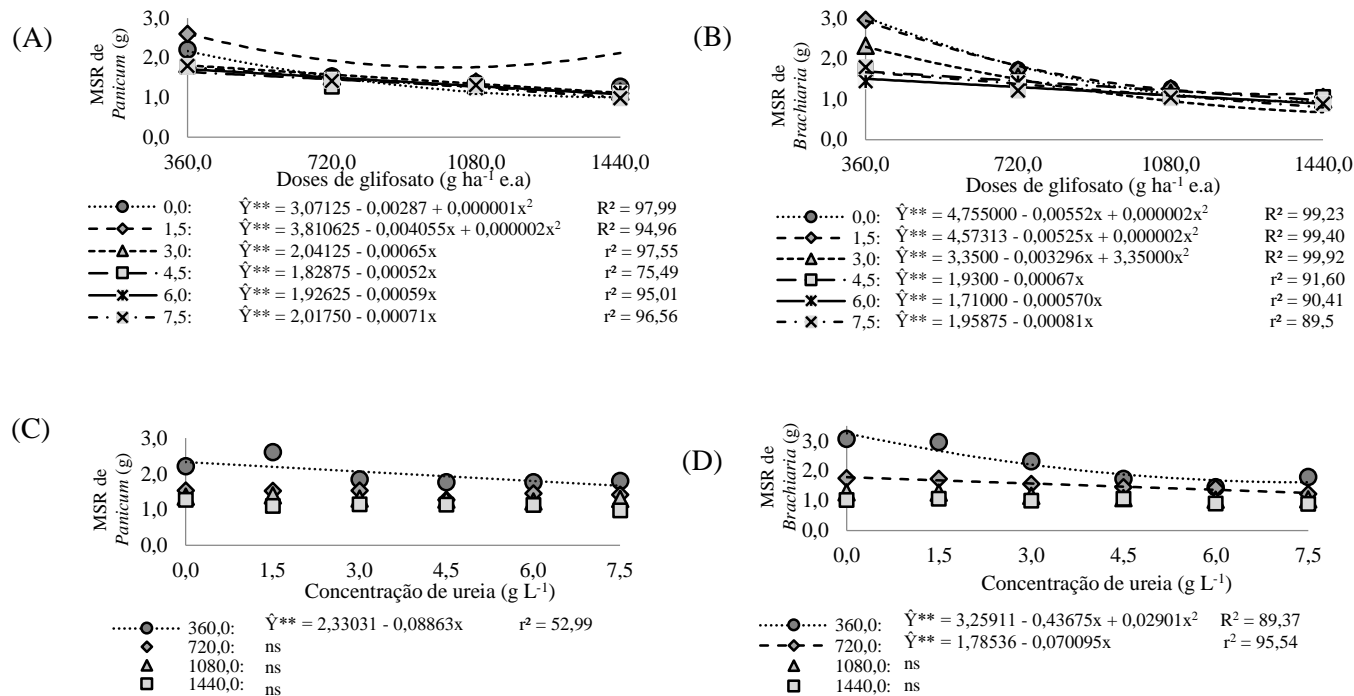 (A)
MSR de
Panicum (g)
3,0
2,0
1,0
0,0
360,0 720,0 1080,0 1440,0
Doses de glifosato (g ha⁻¹ e.a)
0,0: Ŷ** = 3,07125 - 0,00287 + 0,000001x² R² = 97,99
1,5: Ŷ** = 3,810625 - 0,004055x + 0,000002x² R² = 94,96
3,0: Ŷ** = 2,04125 - 0,00065x r² = 97,55
4,5: Ŷ** = 1,82875 - 0,00052x r² = 75,49
6,0: Ŷ** = 1,92625 - 0,00059x r² = 95,01
7,5: Ŷ** = 2,01750 - 0,00071x r² = 96,56
(B)
MSR de
Brachiaria (g)
3,0
2,0
1,0
0,0
360,0 720,0 1080,0 1440,0
Doses de glifosato (g ha⁻¹ e.a)
0,0: Ŷ** = 4,755000 - 0,00552x + 0,000002x² R² = 99,23
1,5: Ŷ** = 4,57313 - 0,00525x + 0,000002x² R² = 99,40
3,0: Ŷ** = 3,3500 - 0,003296x + 3,35000x² R² = 99,92
4,5: Ŷ** = 1,9300 - 0,00067x r² = 91,60
6,0: Ŷ** = 1,71000 - 0,000570x r² = 90,41
7,5: Ŷ** = 1,95875 - 0,00081x r² = 89,5
(C)
MSR de
Panicum (g)
3,0
2,0
1,0
0,0
0,0 1,5 3,0 4,5 6,0 7,5
Concentração de ureia (g L⁻¹)
360,0: Ŷ** = 2,33031 - 0,08863x r² = 52,99
720,0: ns
1080,0: ns
1440,0: ns
(D)
MSR de
Brachiaria (g)
3,0
2,0
1,0
0,0
0,0 1,5 3,0 4,5 6,0 7,5
Concentração de ureia (g L⁻¹)
360,0: Ŷ** = 3,25911 - 0,43675x + 0,02901x² R² = 89,37
720,0: Ŷ** = 1,78536 - 0,070095x r² = 95,54
1080,0: ns
1440,0: ns